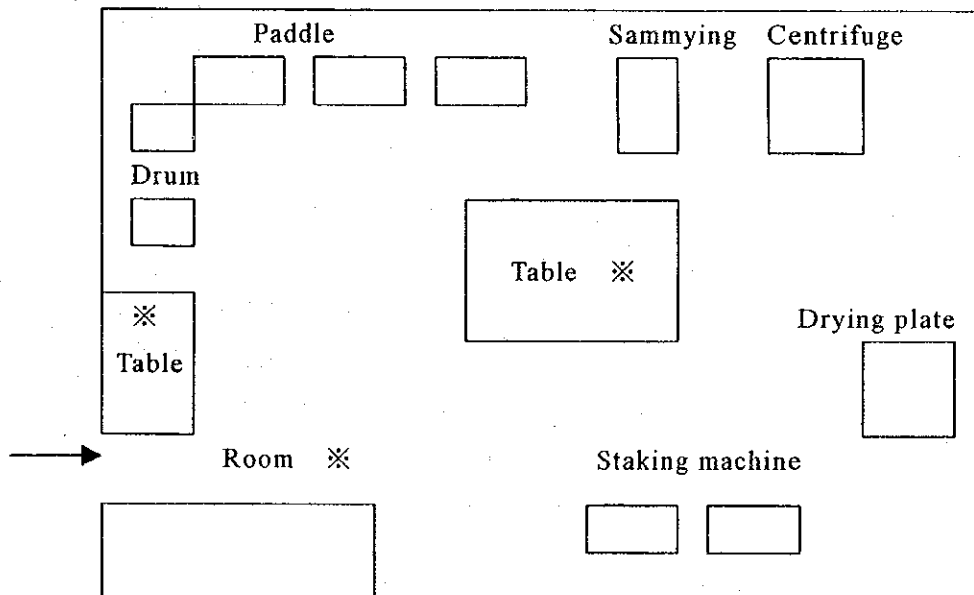 Paddle
Sammying Centrifuge
Drum
Table ※
※
Drying plate
Table
Room ※
Staking machine